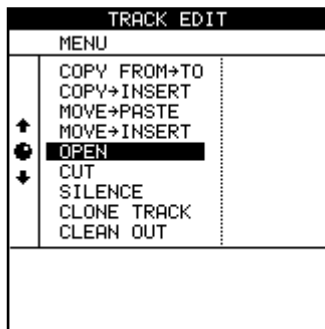 TRACK EDIT
MENU
COPY FROM→TO
COPY→INSERT
MOVE→PASTE
MOVE→INSERT
OPEN
CUT
SILENCE
CLONE TRACK
CLEAN OUT